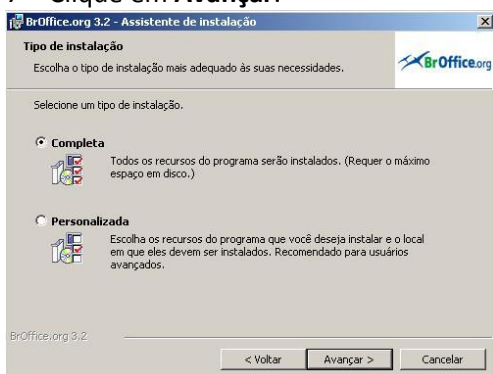 Clique em Avançar.
BrOffice.org 3.2 - Assistente de instalação
Tipo de instalação
Escolha o tipo de instalação mais adequado às suas necessidades.
BrOffice.org
Selecione um tipo de instalação.
Completa
Todos os recursos do programa serão instalados. (Requer o máximo
espaço em disco.)
Personalizada
Escolha os recursos do programa que você deseja instalar e o local
em que eles devem ser instalados. Recomendado para usuários
avançados.
BrOffice.org 3.2
< Voltar Avançar > Cancelar